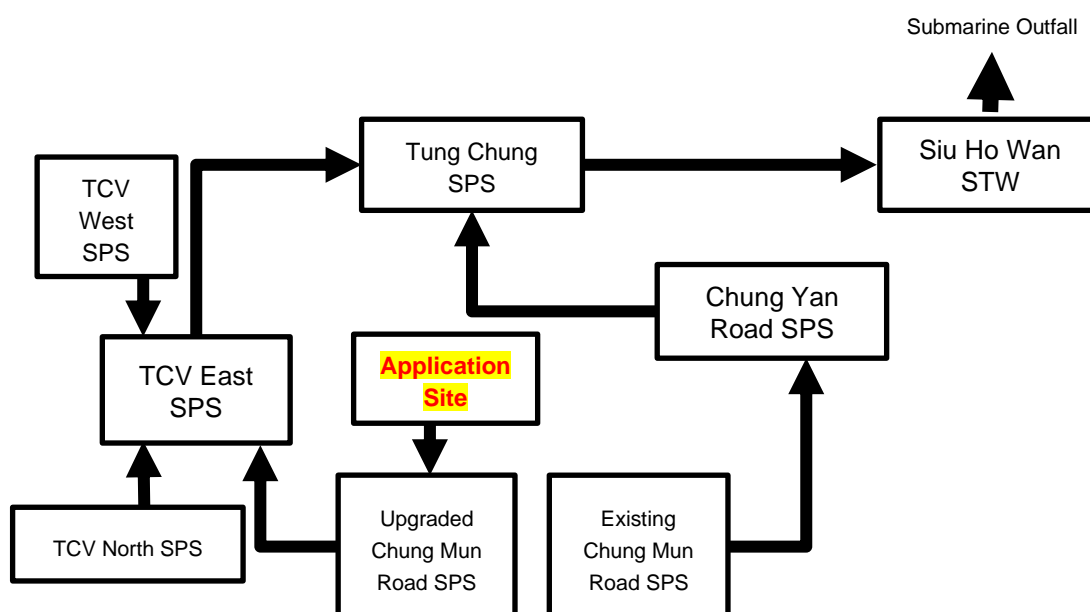 Submarine Outfall
Tung Chung
SPS
Siu Ho Wan
STW
TCV
West
SPS
Chung Yan
Road SPS
TCV East
SPS
Application
Site
TCV North SPS
Upgraded
Chung Mun
Road SPS
Existing
Chung Mun
Road SPS